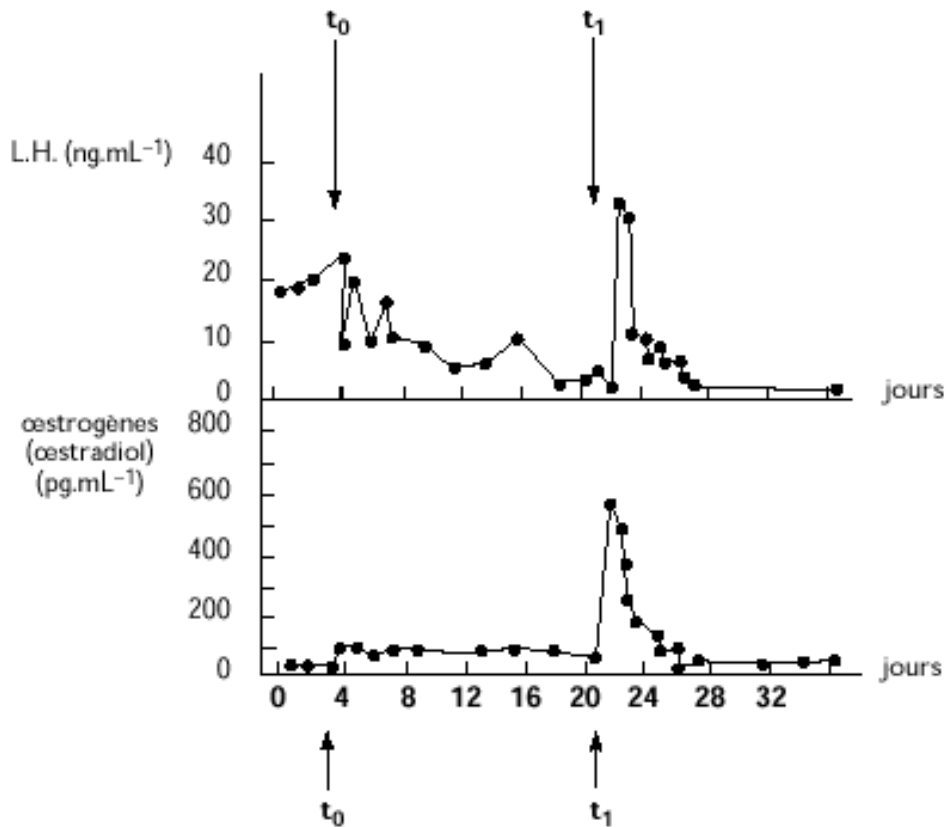 t₀ t₁
L.H. (ng.mL⁻¹)
40
30
20
10
0
jours
œstrogènes
(œstradiol)
(pg.mL⁻¹)
800
600
400
200
0
jours
0 4 8 12 16 20 24 28 32
t₀ t₁